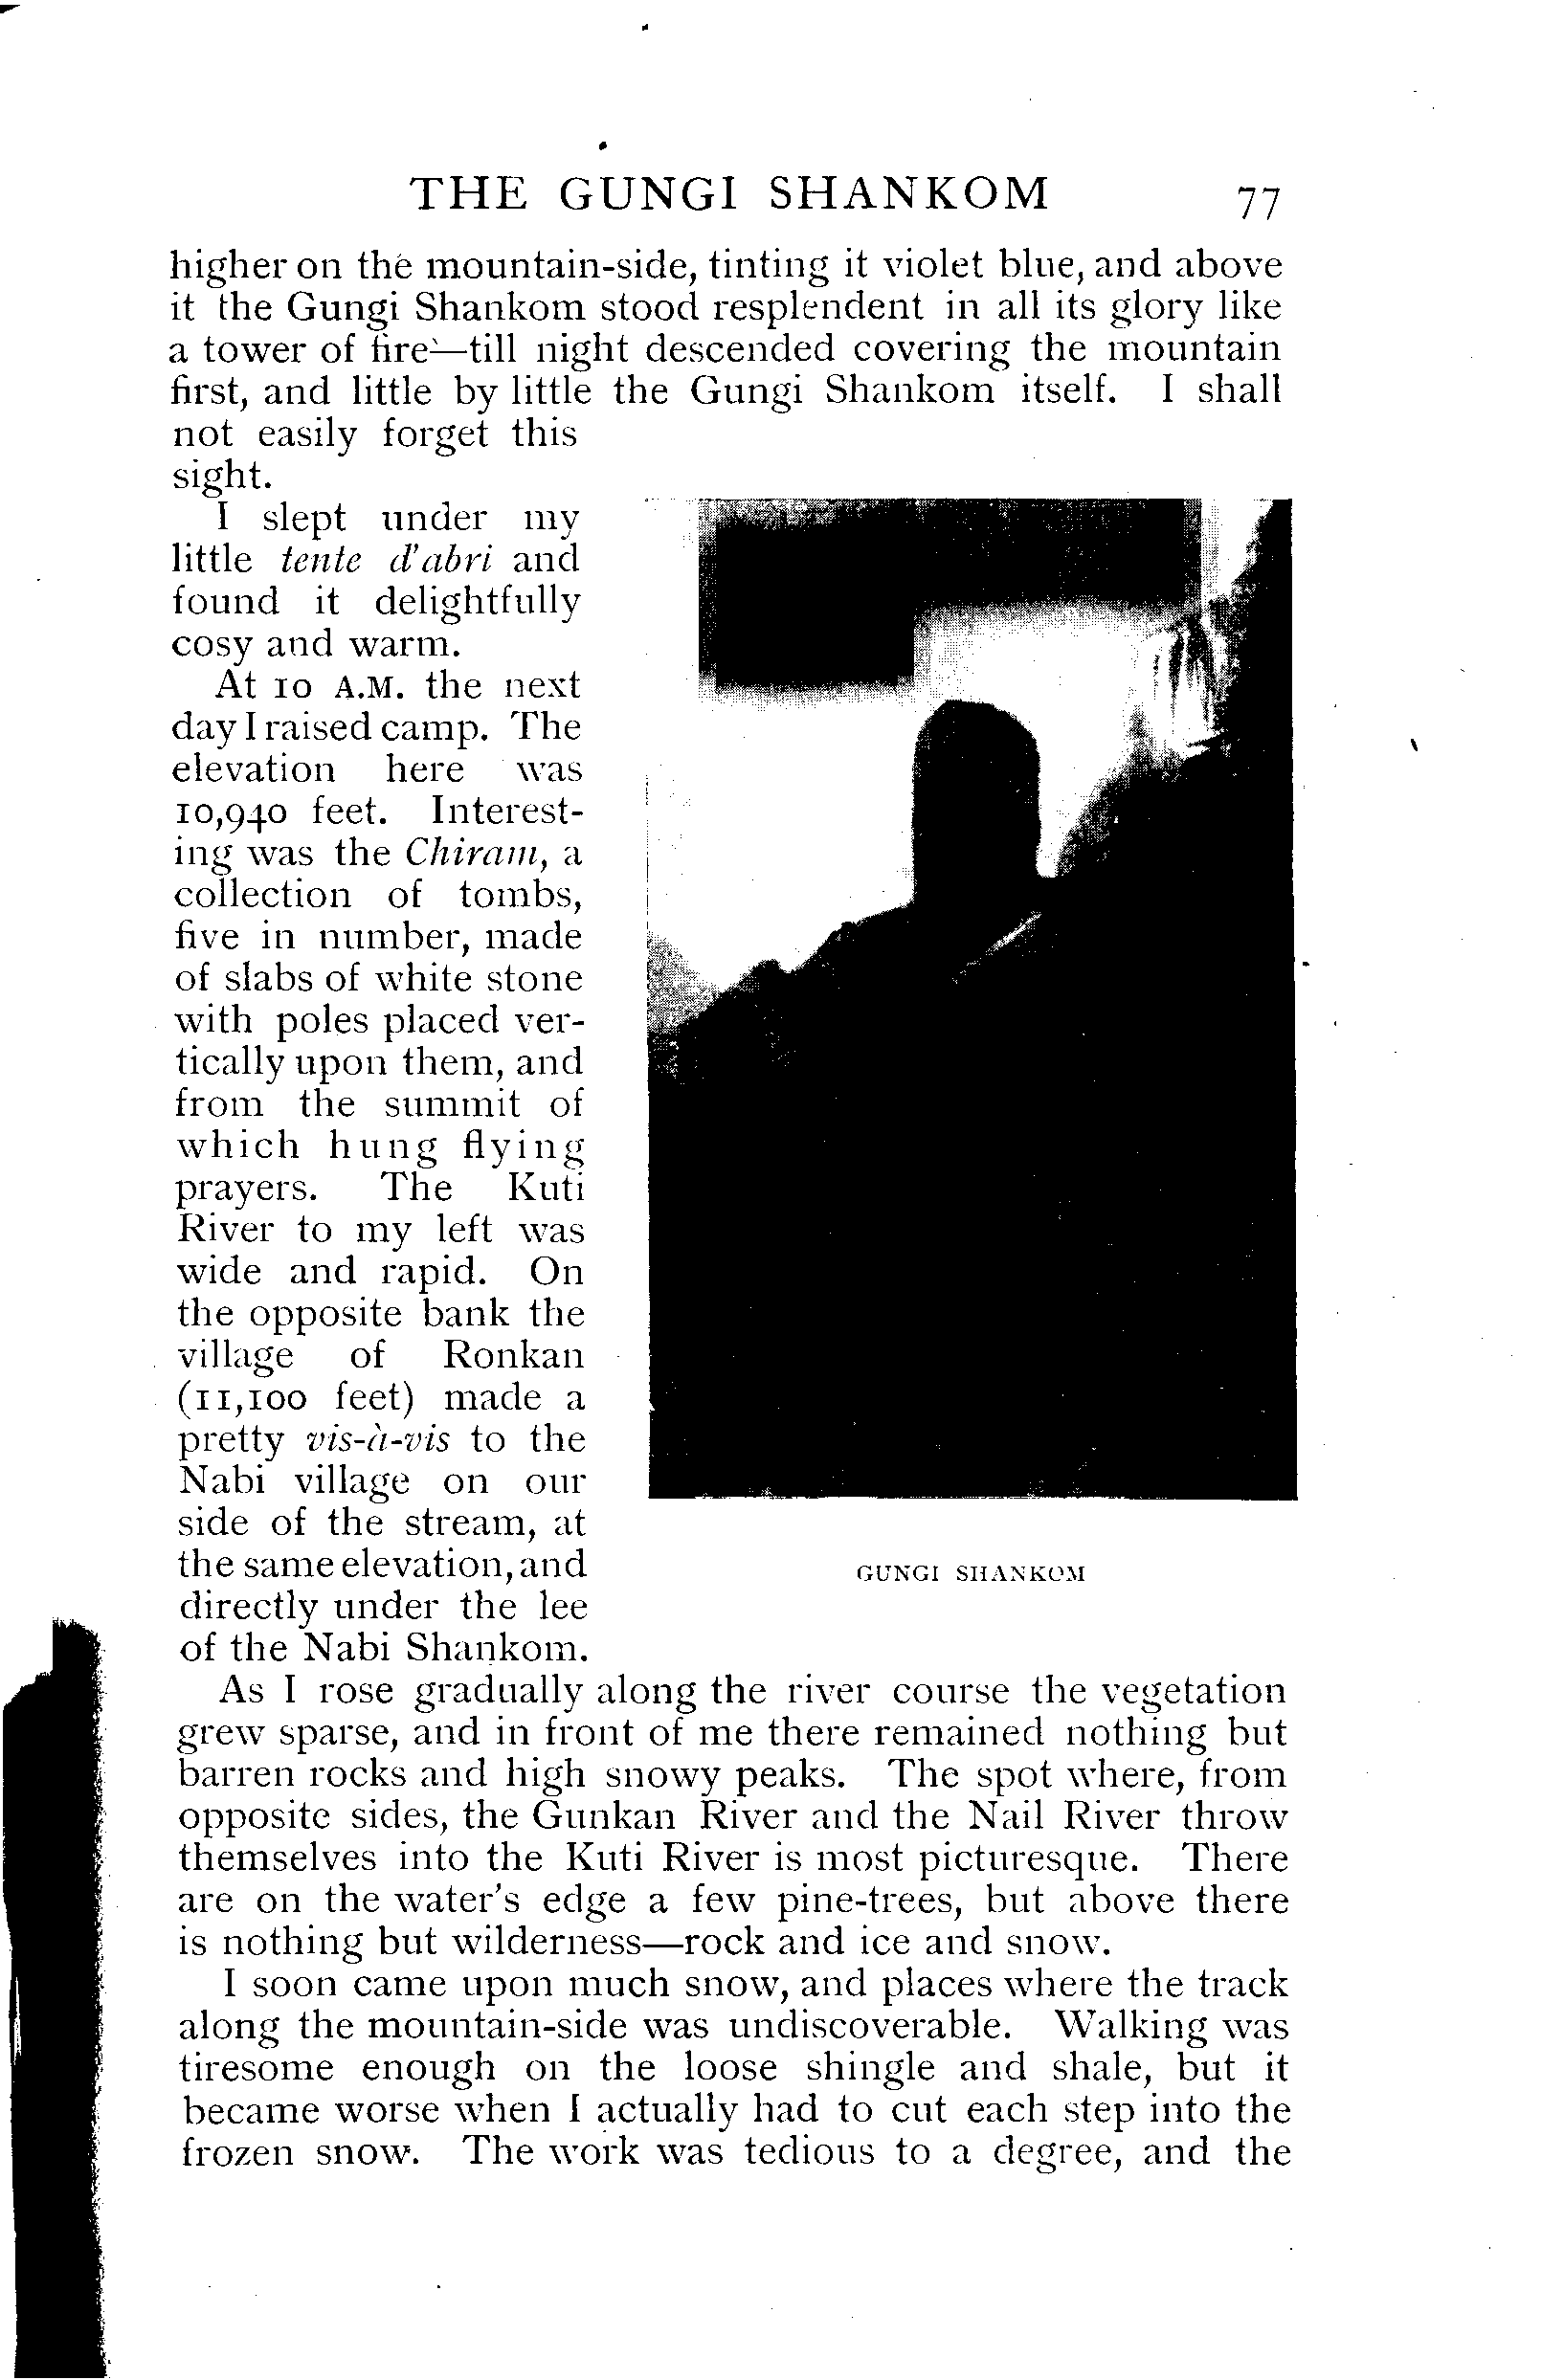 THE GUNGI SHANKOM 77
higher on the mountain-side, tinting it violet blue, and above
it the Gungi Shankom stood resplendent in all its glory like
a tower of fire—till night descended covering the mountain
first, and little by little the Gungi Shankom itself. I shall
not easily forget this
sight.
I slept under my
little tente d'abri and
found it delightfully
cosy and warm.
At 10 A.M. the next
day I raised camp. The
elevation here was
10,940 feet. Interest-
ing was the Chiram, a
collection of tombs,
five in number, made
of slabs of white stone
with poles placed ver-
tically upon them, and
from the summit of
which hung flying
prayers. The Kuti
River to my left was
wide and rapid. On
the opposite bank the
village of Ronkan
(11,100 feet) made a
pretty vis-à-vis to the
Nabi village on our
side of the stream, at
the same elevation, and
directly under the lee
of the Nabi Shankom.
GUNGI SHANKOM
As I rose gradually along the river course the vegetation
grew sparse, and in front of me there remained nothing but
barren rocks and high snowy peaks. The spot where, from
opposite sides, the Gunkan River and the Nail River throw
themselves into the Kuti River is most picturesque. There
are on the water's edge a few pine-trees, but above there
is nothing but wilderness—rock and ice and snow.
I soon came upon much snow, and places where the track
along the mountain-side was undiscoverable. Walking was
tiresome enough on the loose shingle and shale, but it
became worse when I actually had to cut each step into the
frozen snow. The work was tedious to a degree, and the